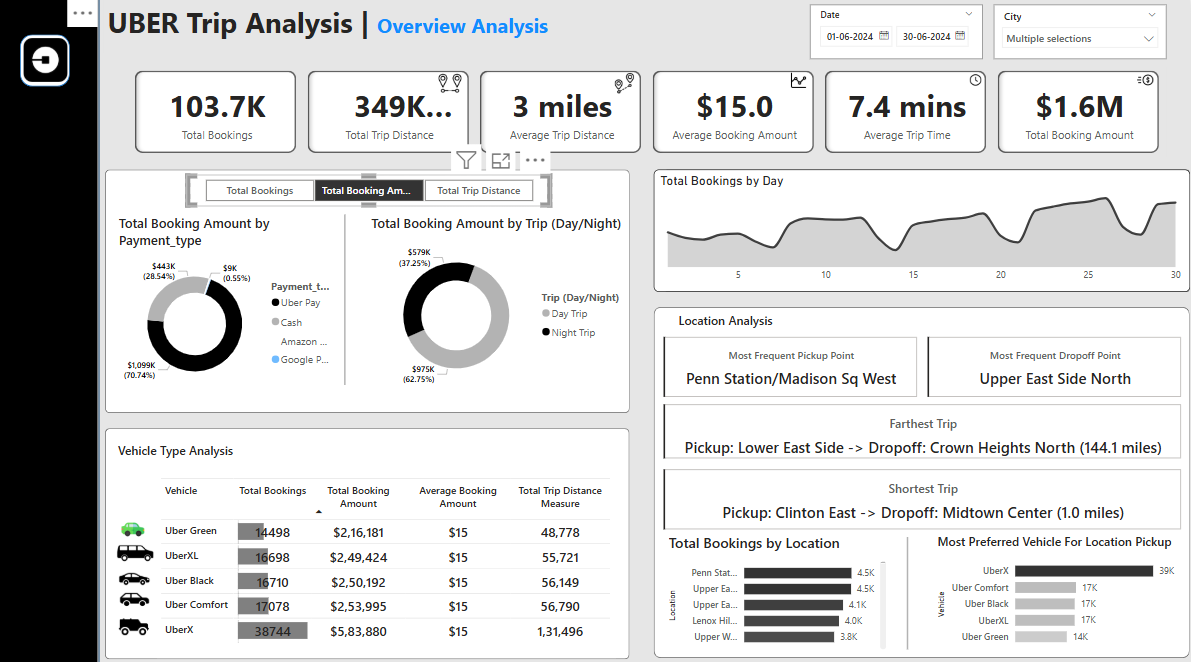 UBER Trip Analysis | Overview Analysis
Date
01-06-2024 30-06-2024
City
Multiple selections
103.7K
Total Bookings
349K...
Total Trip Distance
3 miles
Average Trip Distance
$15.0
Average Booking Amount
7.4 mins
Average Trip Time
$1.6M
Total Booking Amount
Total Bookings
Total Booking Am...
Total Trip Distance
Total Booking Amount by
Payment_type
$443K
(28.54%)
$9K
(0.55%)
$1,099K
(70.74%)
Payment_t...
Uber Pay
Cash
Amazon ...
Google P...
Total Booking Amount by Trip (Day/Night)
$579K
(37.25%)
$975K
(62.75%)
Trip (Day/Night)
Day Trip
Night Trip
Total Bookings by Day
5 10 15 20 25 30
Vehicle Type Analysis
Vehicle Total Bookings Total Booking Amount Average Booking Amount Total Trip Distance Measure
Uber Green 14498 $2,16,181 $15 48,778
UberXL 16698 $2,49,424 $15 55,721
Uber Black 16710 $2,50,192 $15 56,149
Uber Comfort 17078 $2,53,995 $15 56,790
UberX 38744 $5,83,880 $15 1,31,496
Location Analysis
Most Frequent Pickup Point
Penn Station/Madison Sq West
Most Frequent Dropoff Point
Upper East Side North
Farthest Trip
Pickup: Lower East Side -> Dropoff: Crown Heights North (144.1 miles)
Shortest Trip
Pickup: Clinton East -> Dropoff: Midtown Center (1.0 miles)
Total Bookings by Location
Location
Penn Stat... 4.5K
Upper Ea... 4.5K
Upper Ea... 4.1K
Lenox Hil... 4.0K
Upper W... 3.8K
Most Preferred Vehicle For Location Pickup
Vehicle
UberX 39K
Uber Comfort 17K
Uber Black 17K
UberXL 17K
Uber Green 14K